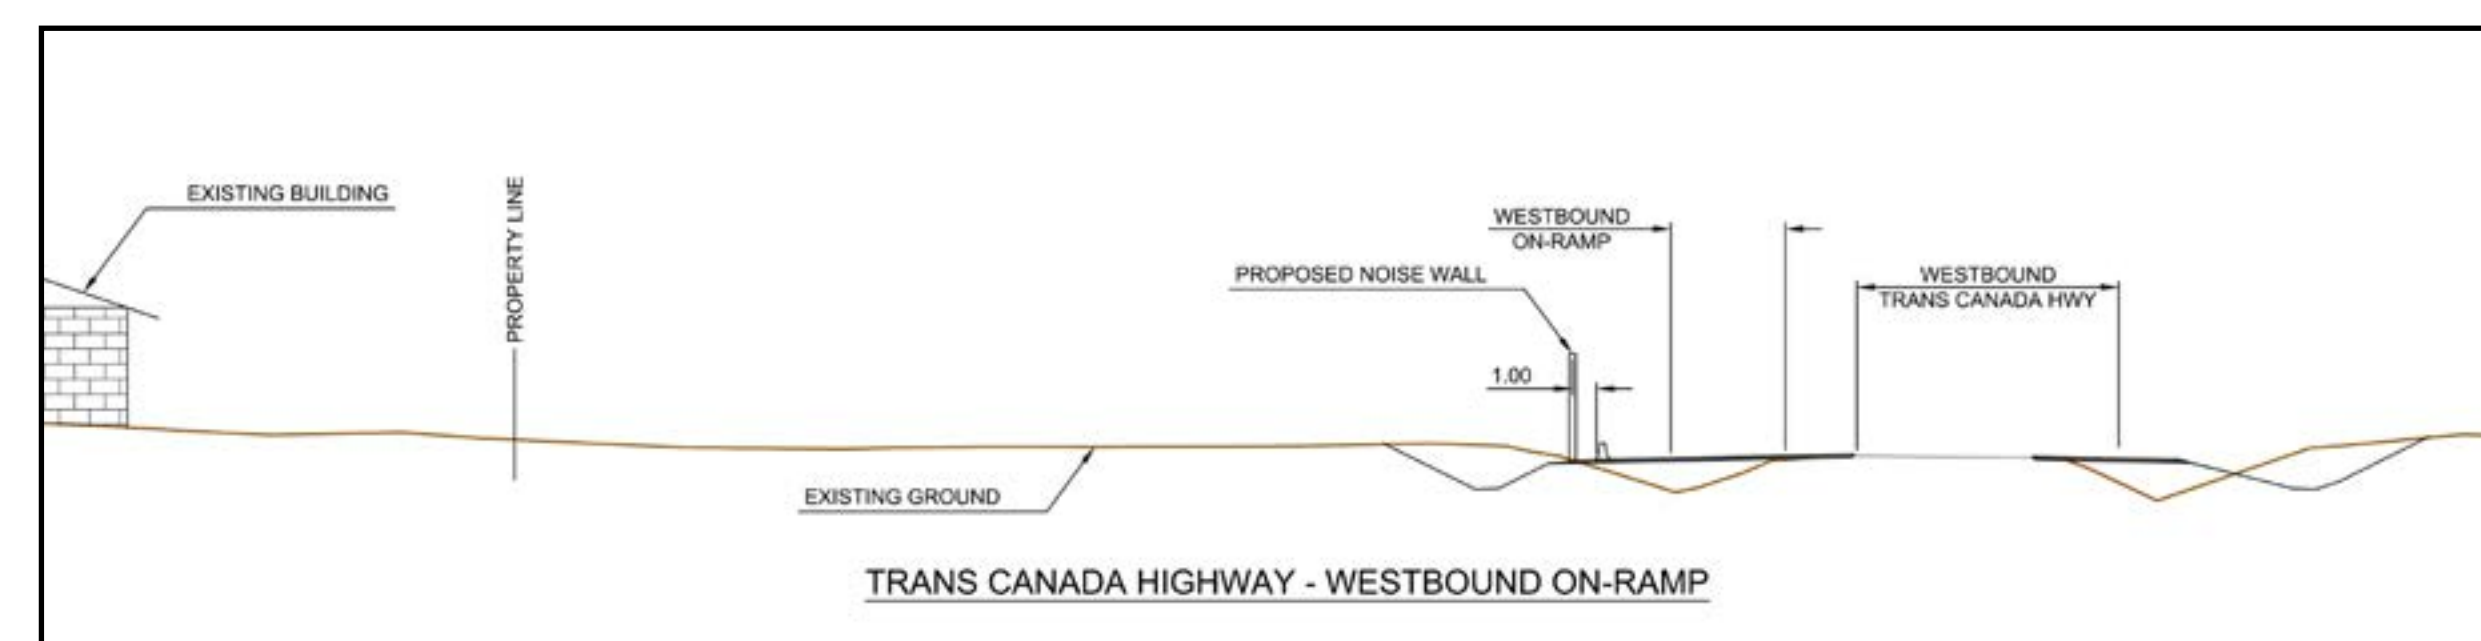 EXISTING BUILDING
PROPERTY LINE
WESTBOUND
ON-RAMP
PROPOSED NOISE WALL
WESTBOUND
TRANS CANADA HWY
1.00
EXISTING GROUND
TRANS CANADA HIGHWAY - WESTBOUND ON-RAMP